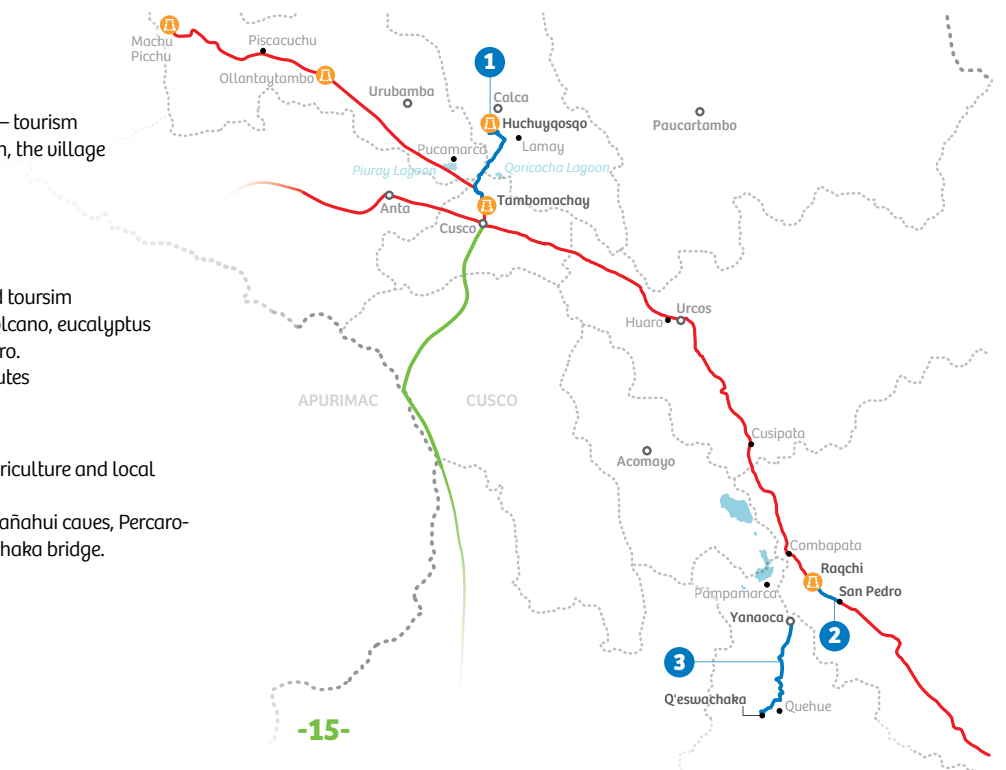 Machu
Picchu
Piscacuchu
Ollantaytambo
Urubamba
1
Calca
Huchuyqosqo
Lamay
Paucartambo
– tourism
n, the village
Pucamarca
Piuray Lagoon
Qoricocha Lagoon
Tambomachay
Anta
Cusco
d toursim
olcano, eucalyptus
ro.
utes
Huaro
Urcos
APURIMAC
CUSCO
Cusipata
Acomayo
riculture and local
añahui caves, Percaro-
haka bridge.
Combapata
Raqchi
Pampamarca
San Pedro
Yanaoca
2
3
Q'eswachaka
Quehue
-15-